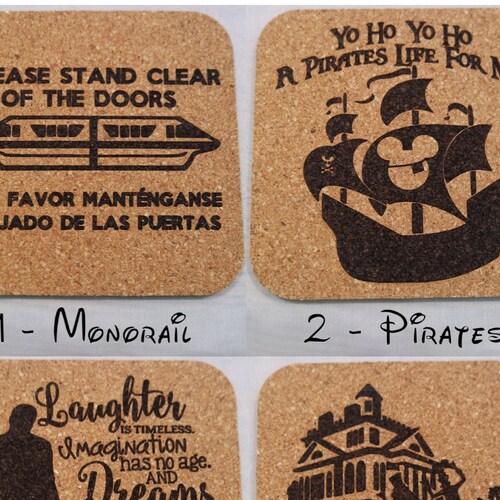 EASE STAND CLEAR
OF THE DOORS
FAVOR MANTÉNGANSE
JADO DE LAS PUERTAS
1 - Monorail
Yo Ho Yo Ho
A Pirates Life For M
2 - Pirates
Laughter
IS TIMELESS.
Imagination
HAS NO AGE.
AND
Dreams